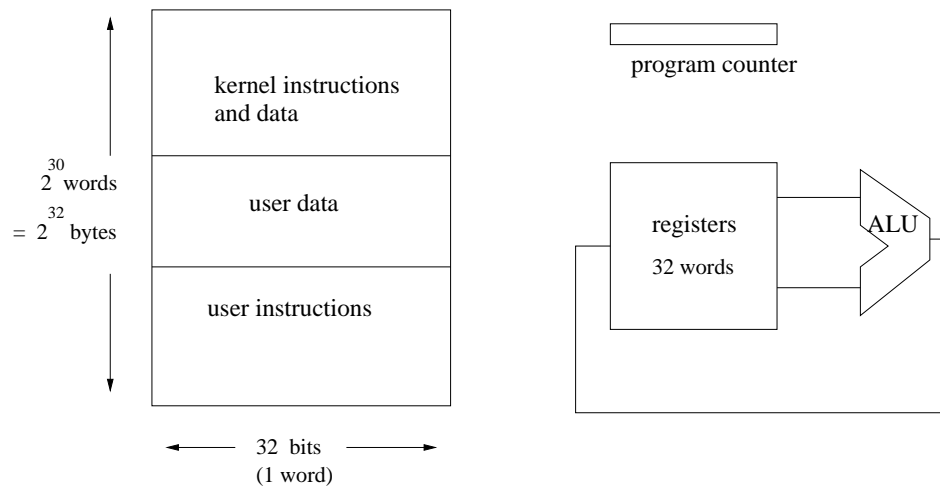 kernel instructions
and data
2^30 words
= 2^32 bytes
user data
user instructions
32 bits
(1 word)
program counter
registers
32 words
ALU